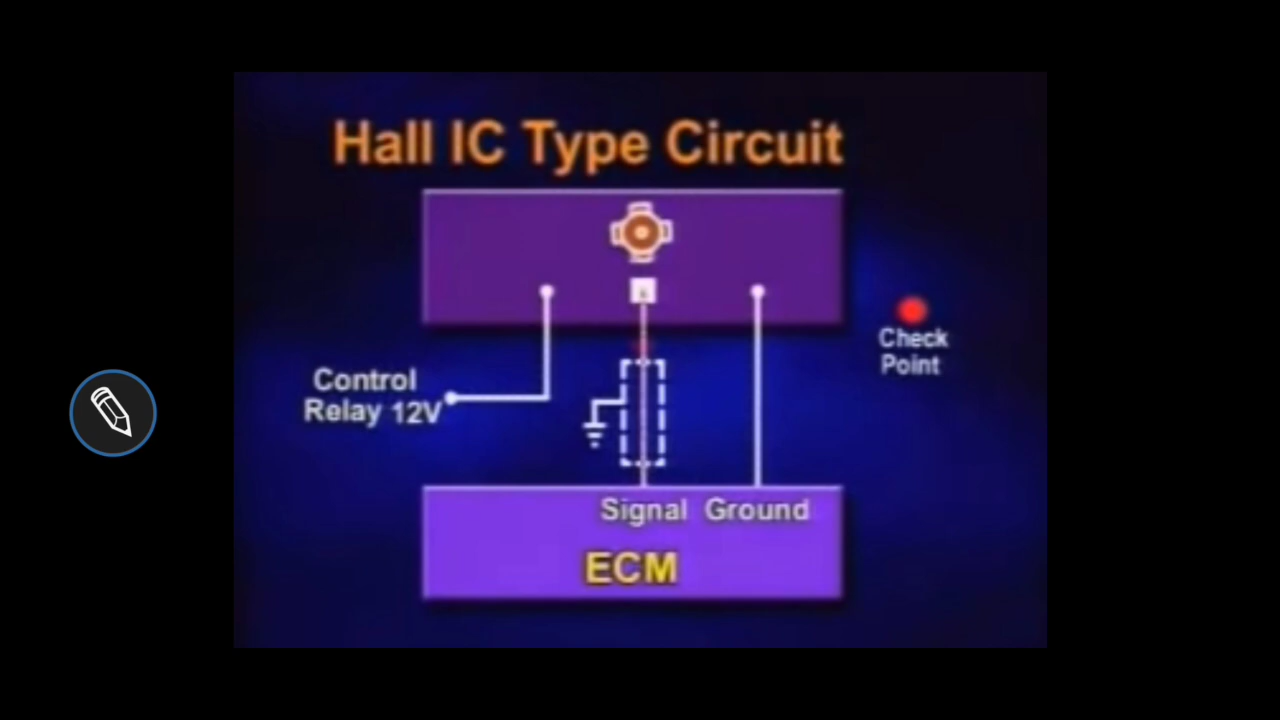 Hall IC Type Circuit
Control
Relay 12V
Check
Point
Signal Ground
ECM